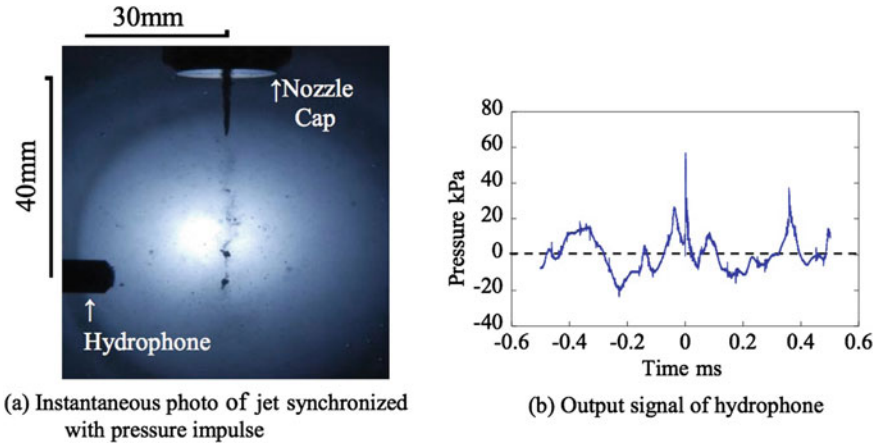 30mm
40mm
↑Nozzle
Cap
↑
Hydrophone
(a) Instantaneous photo of jet synchronized
with pressure impulse
80
60
40
20
0
-20
-40
Pressure kPa
-0.6
-0.4
-0.2
0
0.2
0.4
0.6
Time ms
(b) Output signal of hydrophone